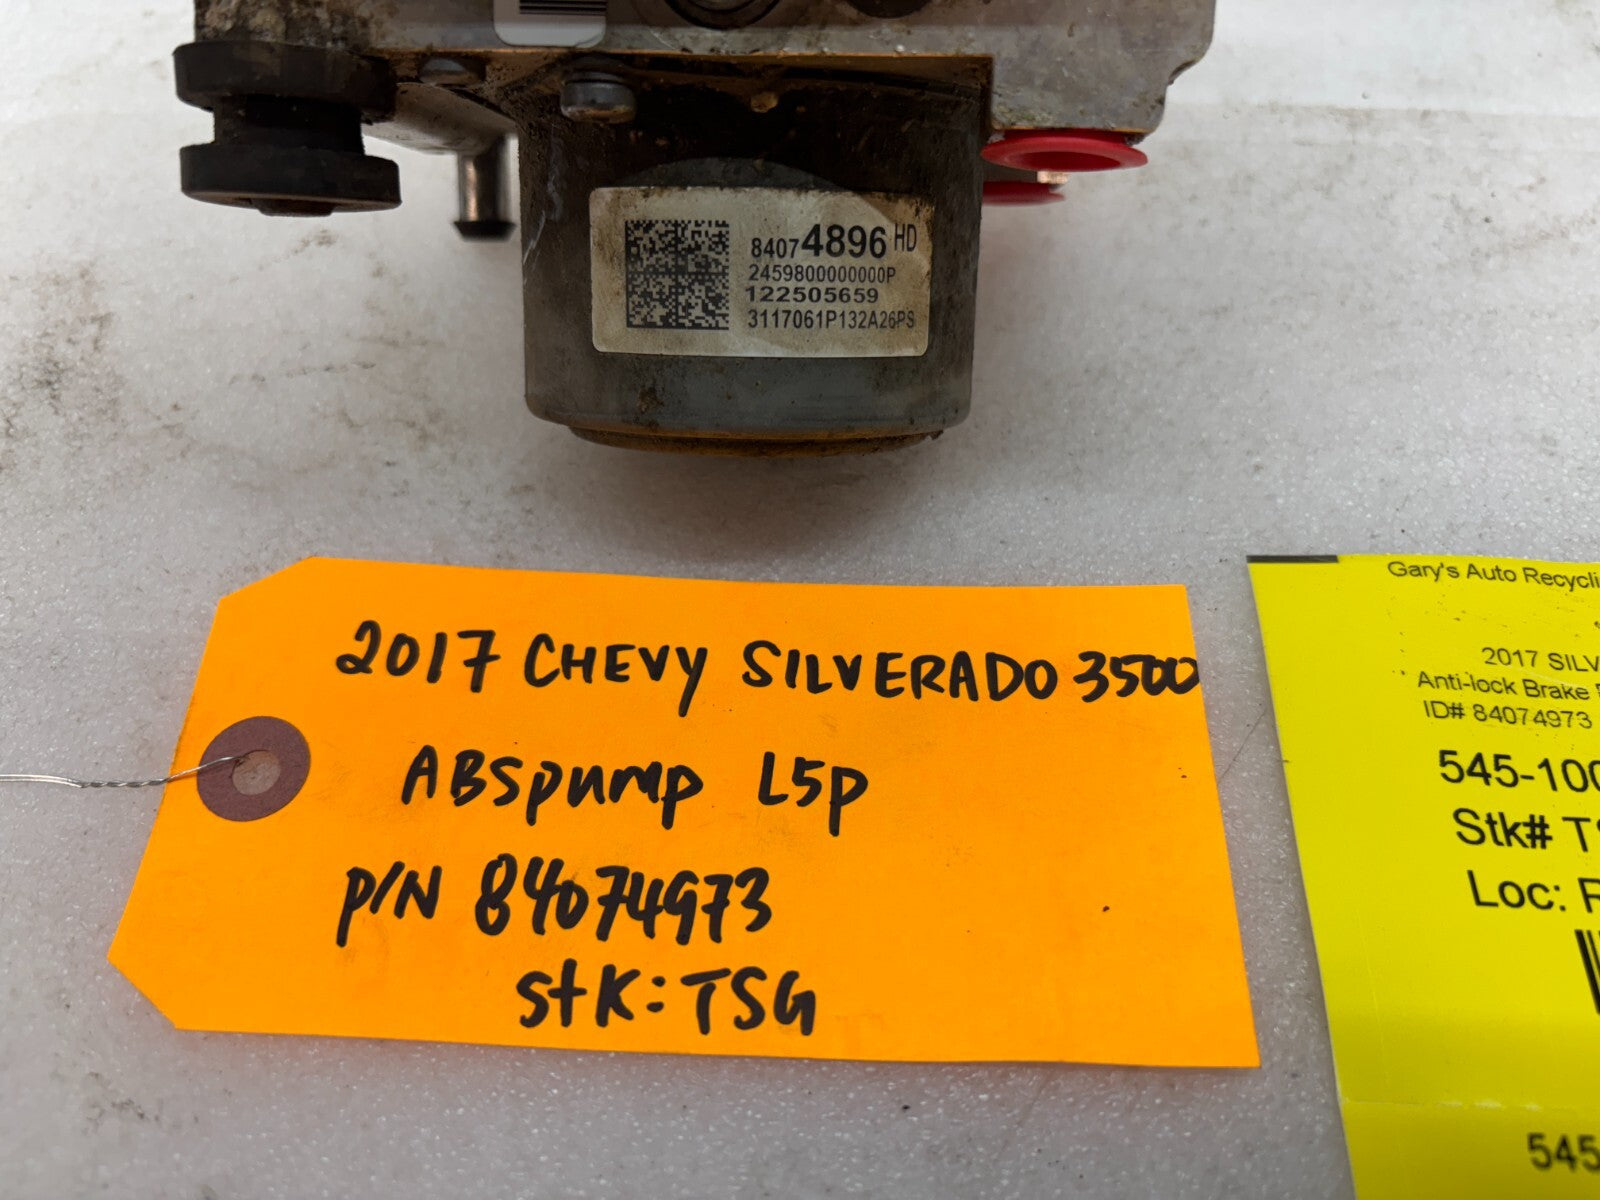 84074896 HD
2459800000000P
122505659
3117061P132A26PS
2017 CHEVY SILVERADO 3500
ABSpump L5p
P/N 84074973
stK: TSG
Gary's Auto Recycli
2017 SILV
Anti-lock Brake
ID# 84074973
545-100
Stk# T
Loc: R
545